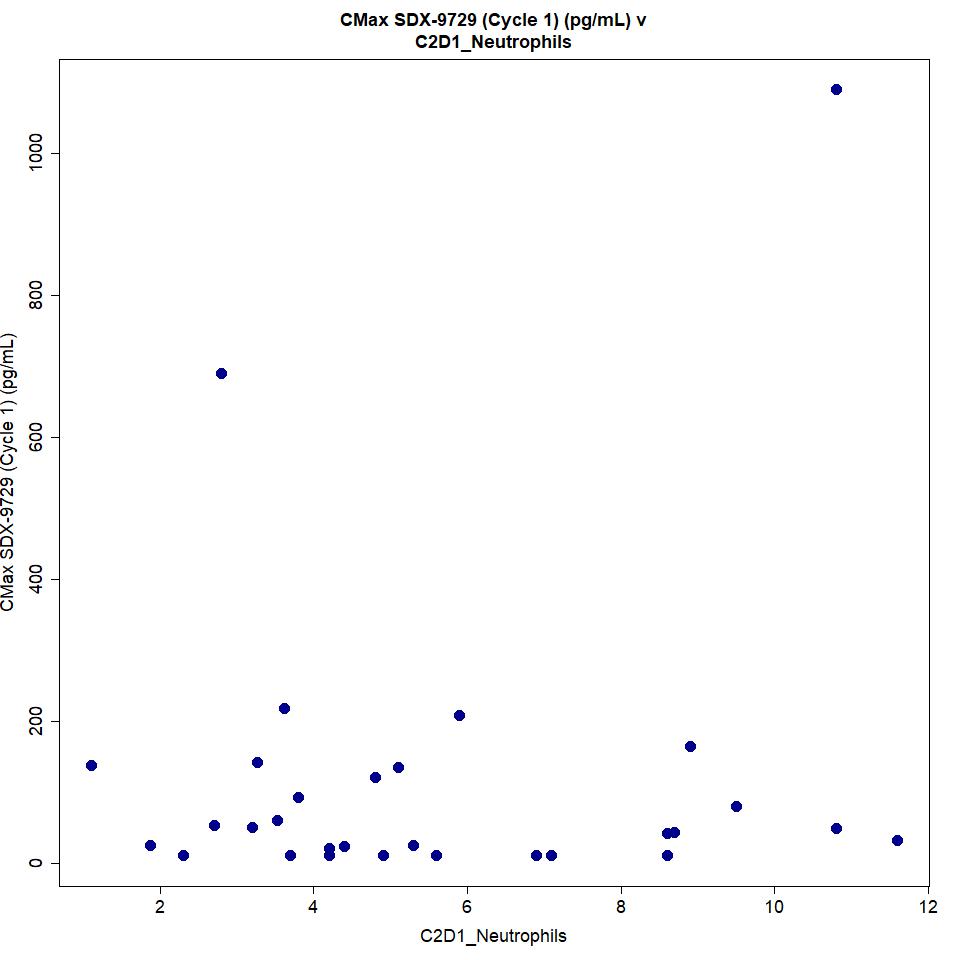 CMax SDX-9729 (Cycle 1) (pg/mL) v
C2D1_Neutrophils
1000
800
600
400
200
0
CMax SDX-9729 (Cycle 1) (pg/mL)
2 4 6 8 10 12
C2D1_Neutrophils